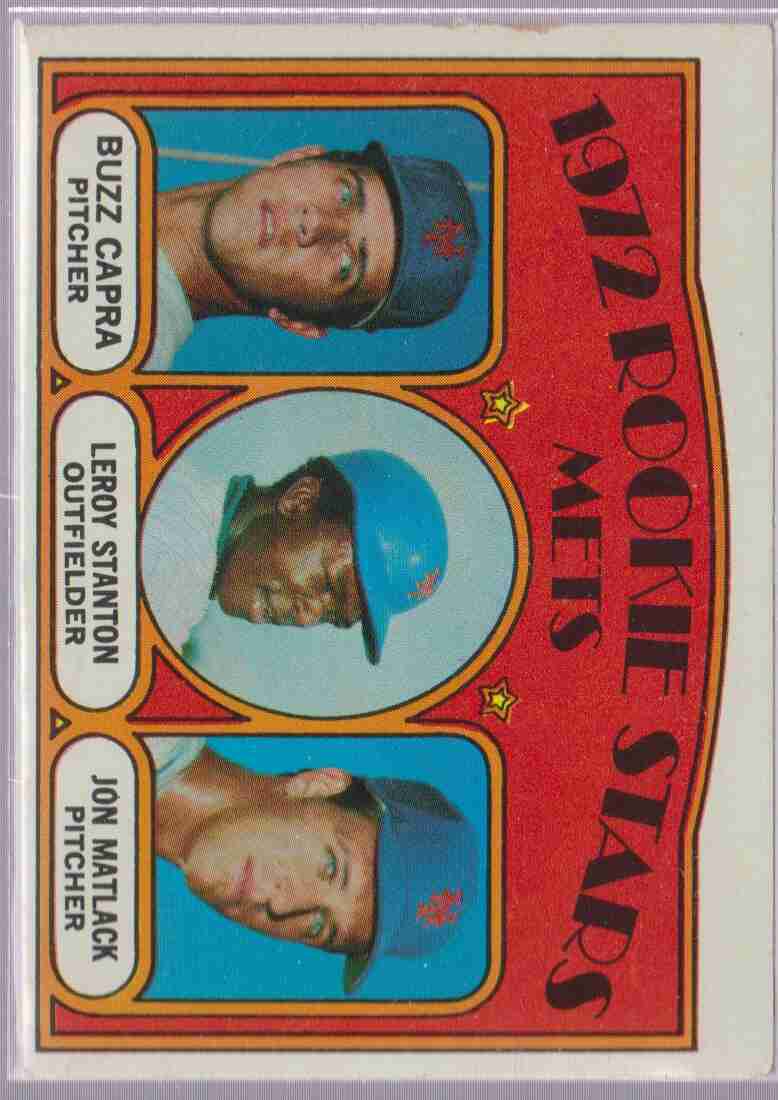 1972 ROOKIE STARS
METS
BUZZ CAPRA
PITCHER
LEROY STANTON
OUTFIELDER
JON MATLACK
PITCHER